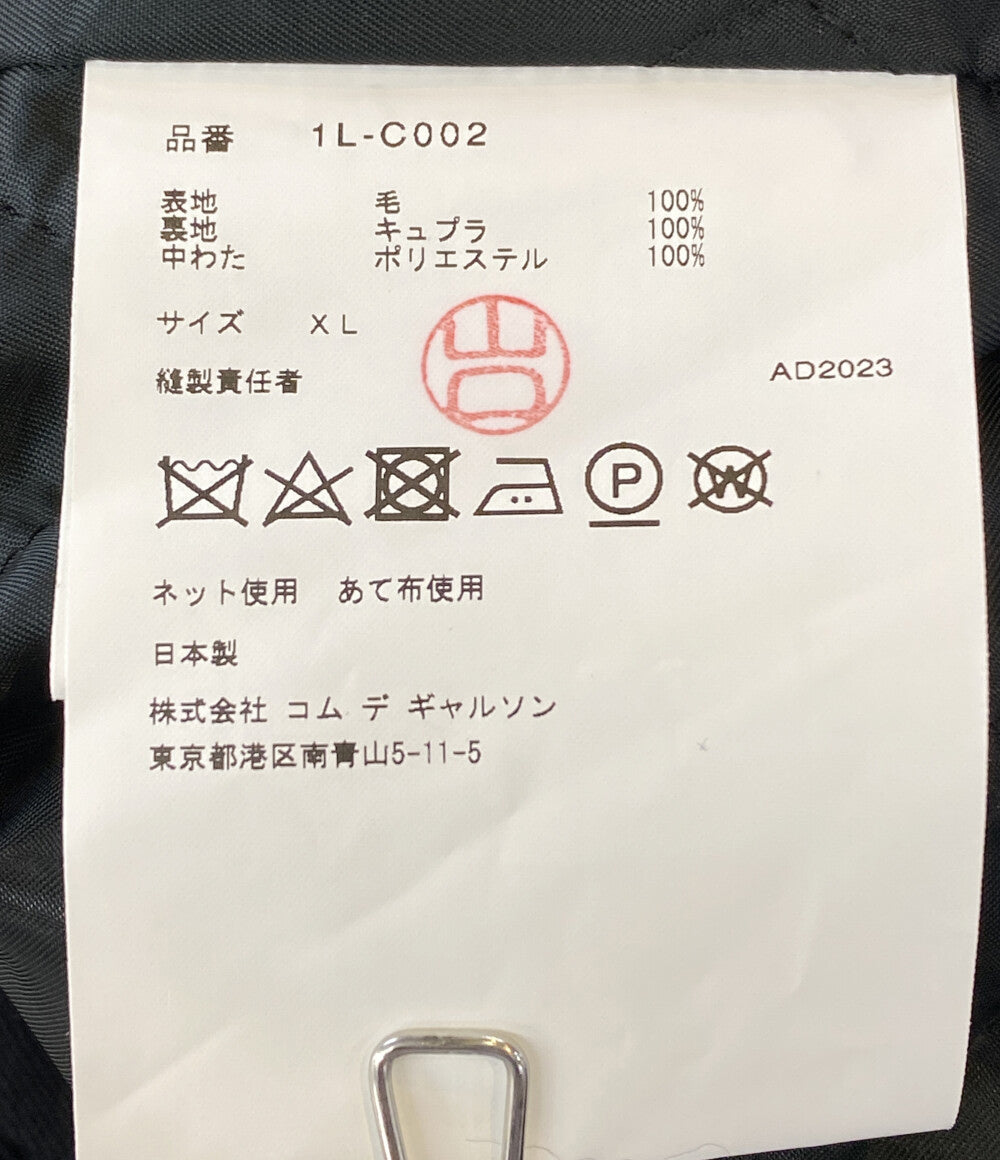 品番 1L-C002
表地 毛 100%
裏地 キュプラ 100%
中わた ポリエステル 100%
サイズ XL
縫製責任者
AD2023
P W
ネット使用 あて布使用
日本製
株式会社 コム デ ギャルソン
東京都港区南青山5-11-5